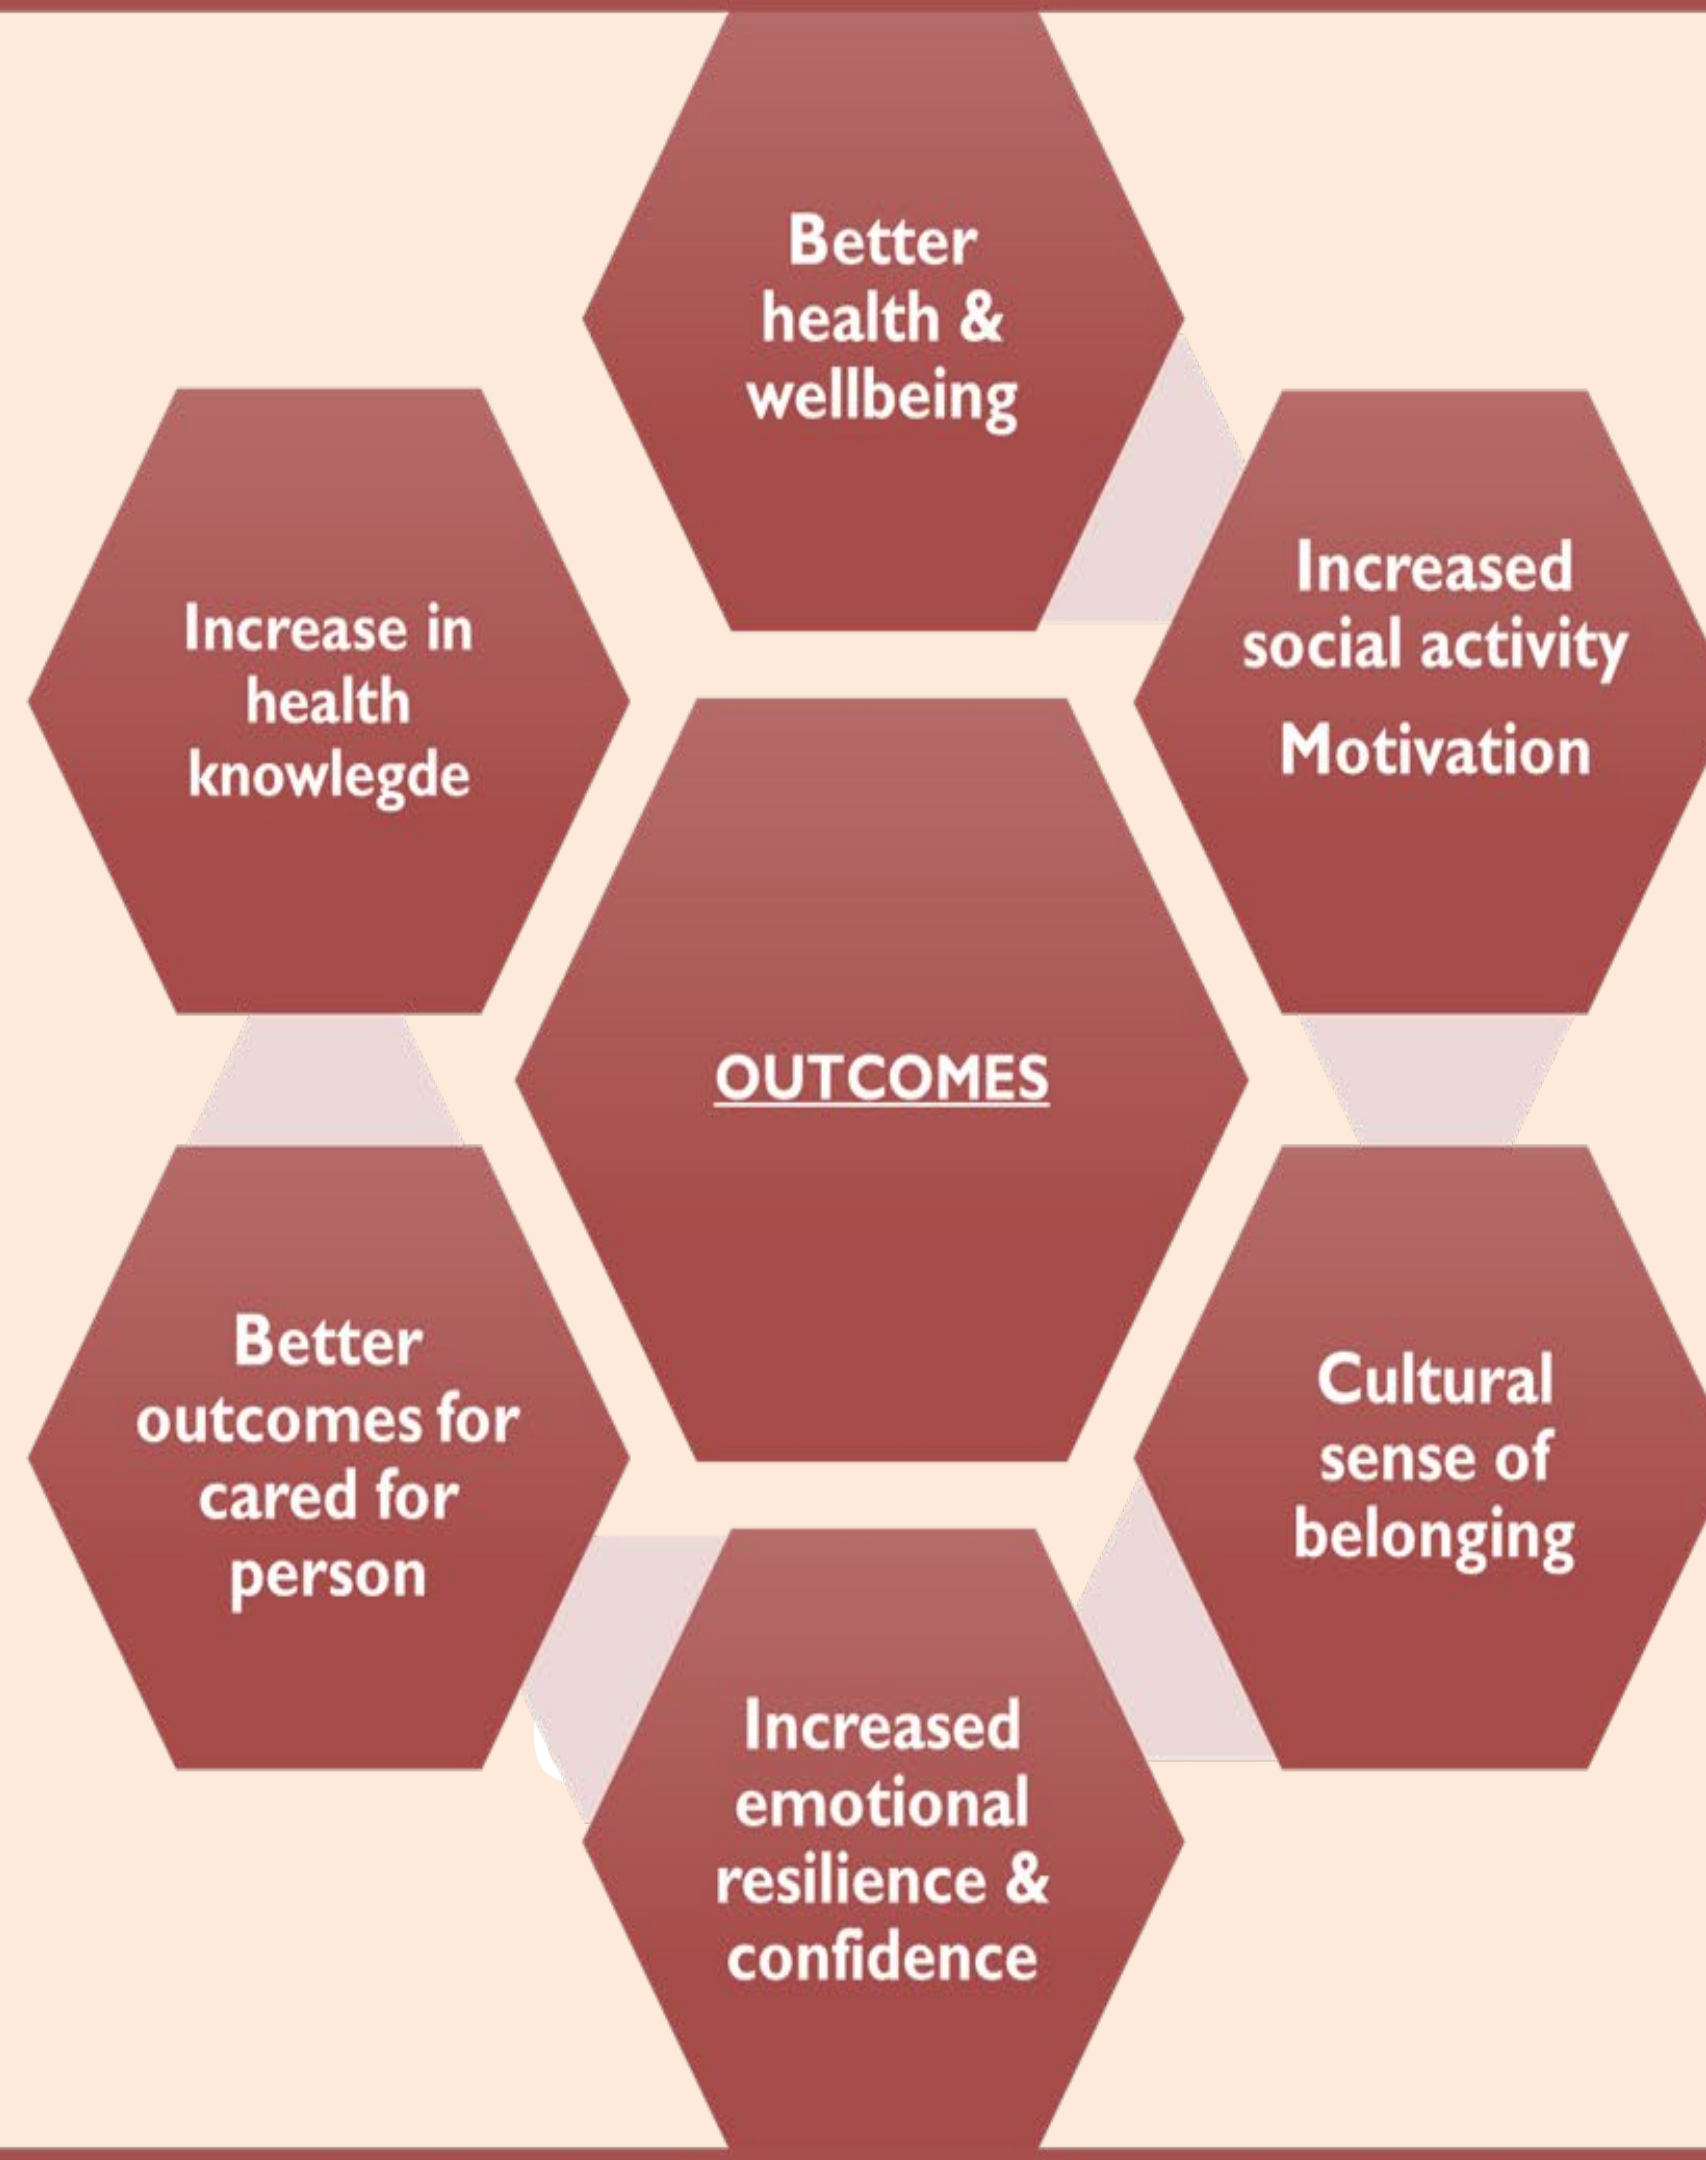 Better
health &
wellbeing
Increased
social activity
Motivation
Increase in
health
knowlegde
OUTCOMES
Better
outcomes for
cared for
person
Cultural
sense of
belonging
Increased
emotional
resilience &
confidence